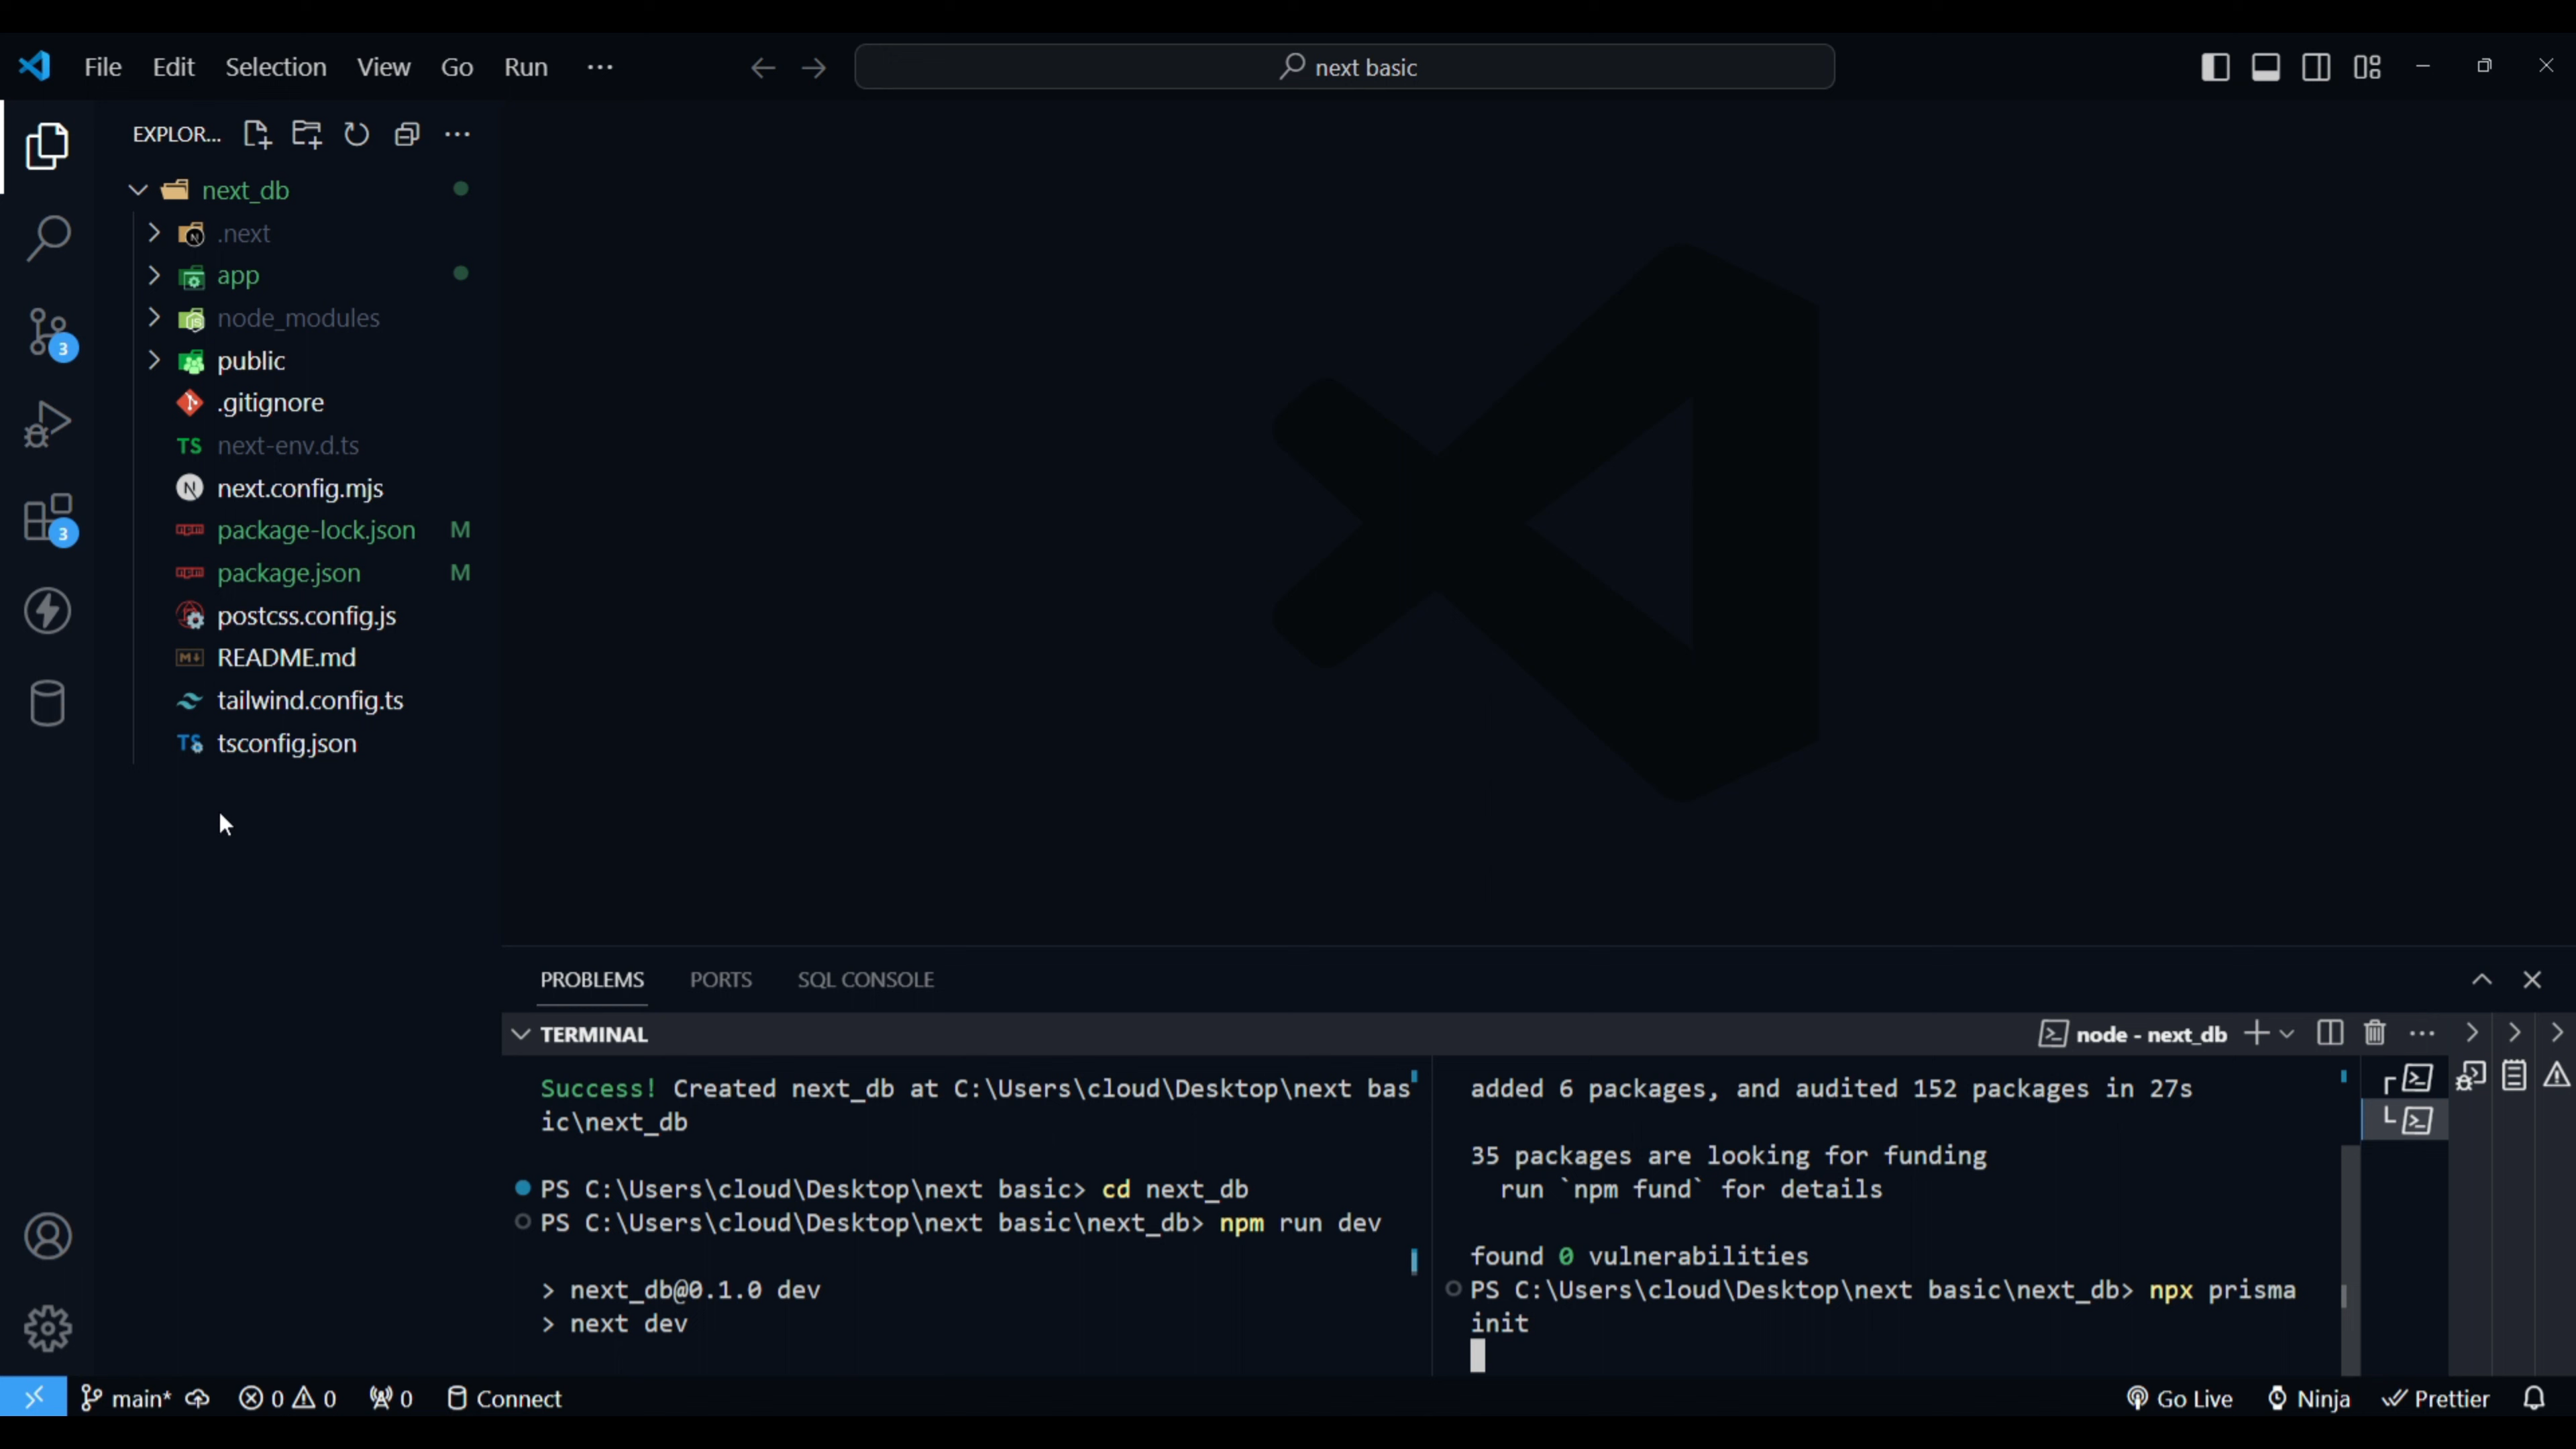 File Edit Selection View Go Run ···
next basic
EXPLOR...
next_db
.next
app
node_modules
public
.gitignore
TS next-env.d.ts
N next.config.mjs
package-lock.json M
package.json M
postcss.config.js
M README.md
tailwind.config.ts
TS tsconfig.json
3
3
PROBLEMS PORTS SQL CONSOLE
TERMINAL
node - next_db
Success! Created next_db at C:\Users\cloud\Desktop\next bas
ic\next_db
PS C:\Users\cloud\Desktop\next basic> cd next_db
PS C:\Users\cloud\Desktop\next basic\next_db> npm run dev
> next_db@0.1.0 dev
> next dev
added 6 packages, and audited 152 packages in 27s
35 packages are looking for funding
run `npm fund` for details
found 0 vulnerabilities
PS C:\Users\cloud\Desktop\next basic\next_db> npx prisma
init
main* 0 0 0 Connect
Go Live Ninja Prettier